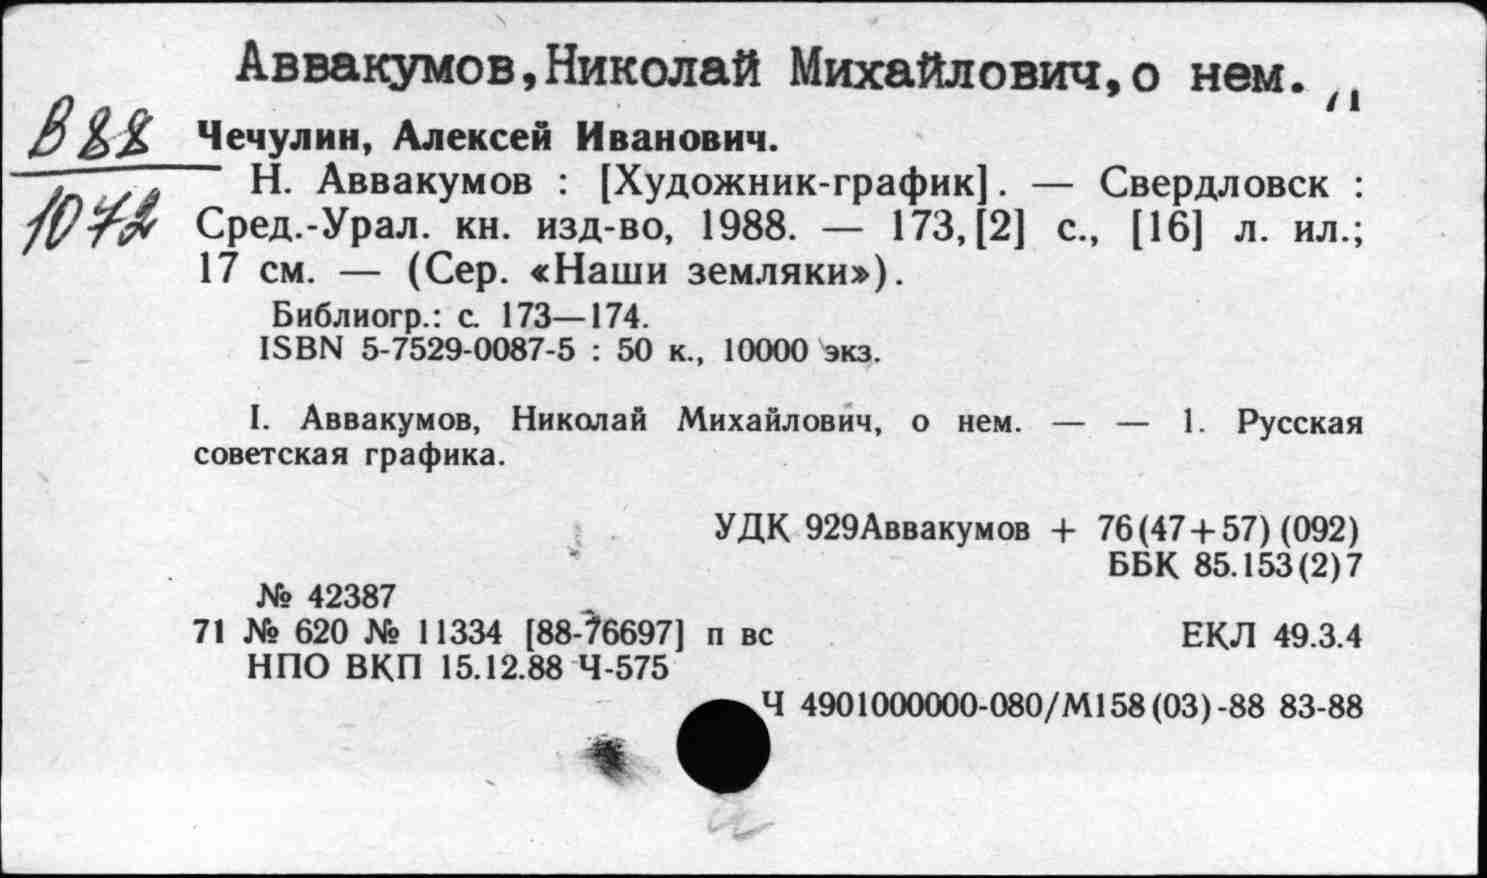 Аввакумов, Николай Михайлович, о нем.
В 88
1072
Чечулин, Алексей Иванович.
Н. Аввакумов : [Художник-график]. — Свердловск :
Сред.-Урал. кн. изд-во, 1988. — 173,[2] с., [16] л. ил.;
17 см. — (Сер. «Наши земляки»).
Библиогр.: с. 173—174.
ISBN 5-7529-0087-5 : 50 к., 10000 экз.
I. Аввакумов, Николай Михайлович, о нем. — — 1. Русская
советская графика.
УДК 929Аввакумов + 76(47+57)(092)
ББК 85.153(2)7
№ 42387
71 № 620 № 11334 [88-76697] п вс ЕКЛ 49.3.4
НПО ВКП 15.12.88 Ч-575
Ч 4901000000-080/М158(03)-88 83-88